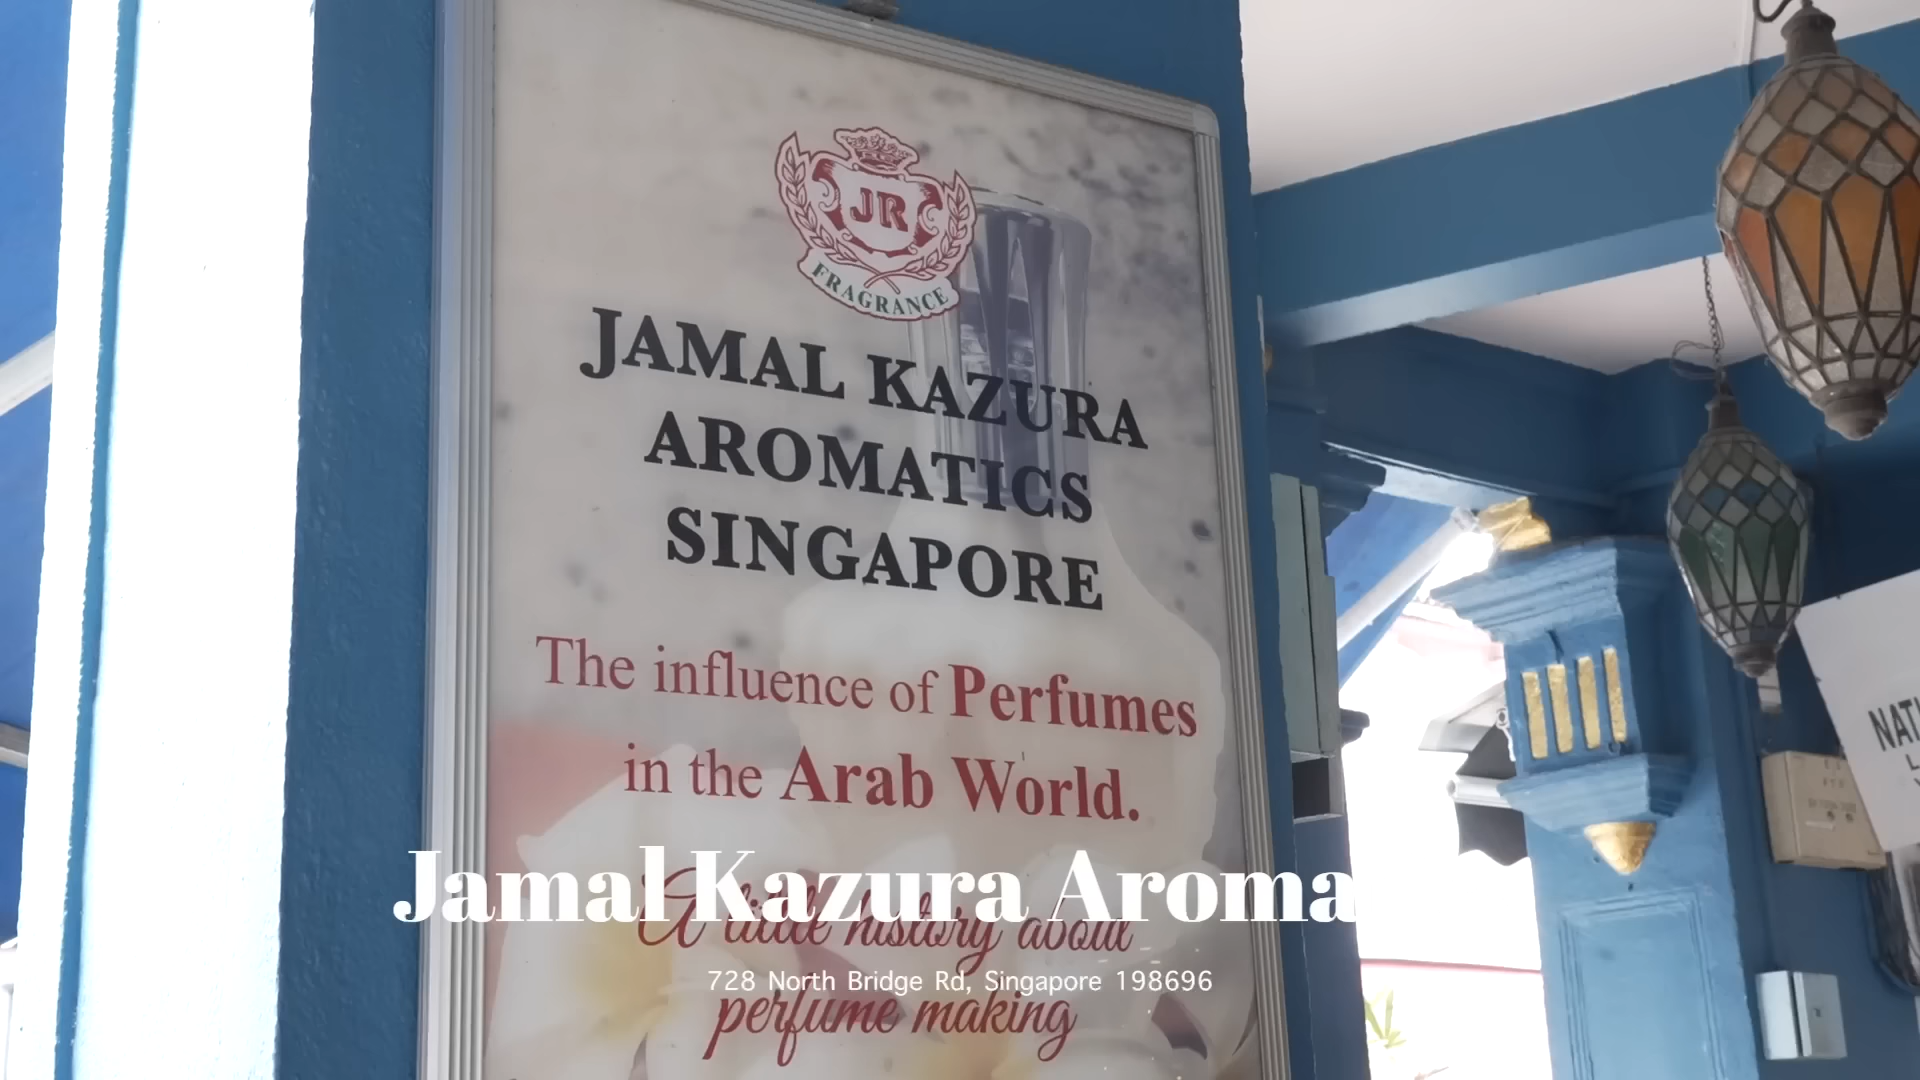 JR
FRAGRANCE
JAMAL KAZURA
AROMATICS
SINGAPORE
The influence of Perfumes
in the Arab World.
A little history about
perfume making
Jamal Kazura Aroma
728 North Bridge Rd, Singapore 198696